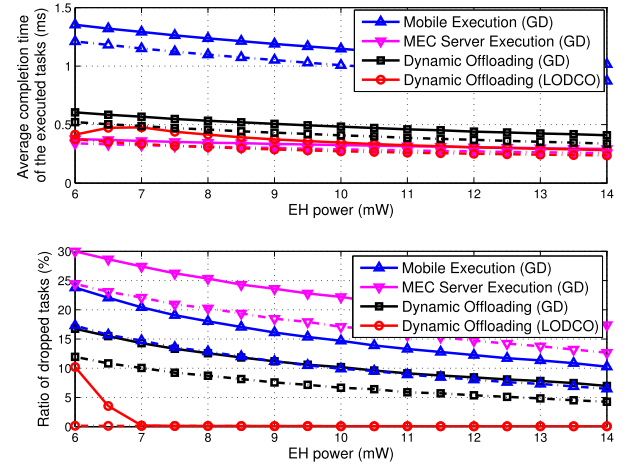 Average completion time
of the executed tasks (ms)
1.5
1
0.5
0
Mobile Execution (GD)
MEC Server Execution (GD)
Dynamic Offloading (GD)
Dynamic Offloading (LODCO)
6 7 8 9 10 11 12 13 14
EH power (mW)
Ratio of dropped tasks (%)
30
25
20
15
10
5
0
Mobile Execution (GD)
MEC Server Execution (GD)
Dynamic Offloading (GD)
Dynamic Offloading (LODCO)
6 7 8 9 10 11 12 13 14
EH power (mW)